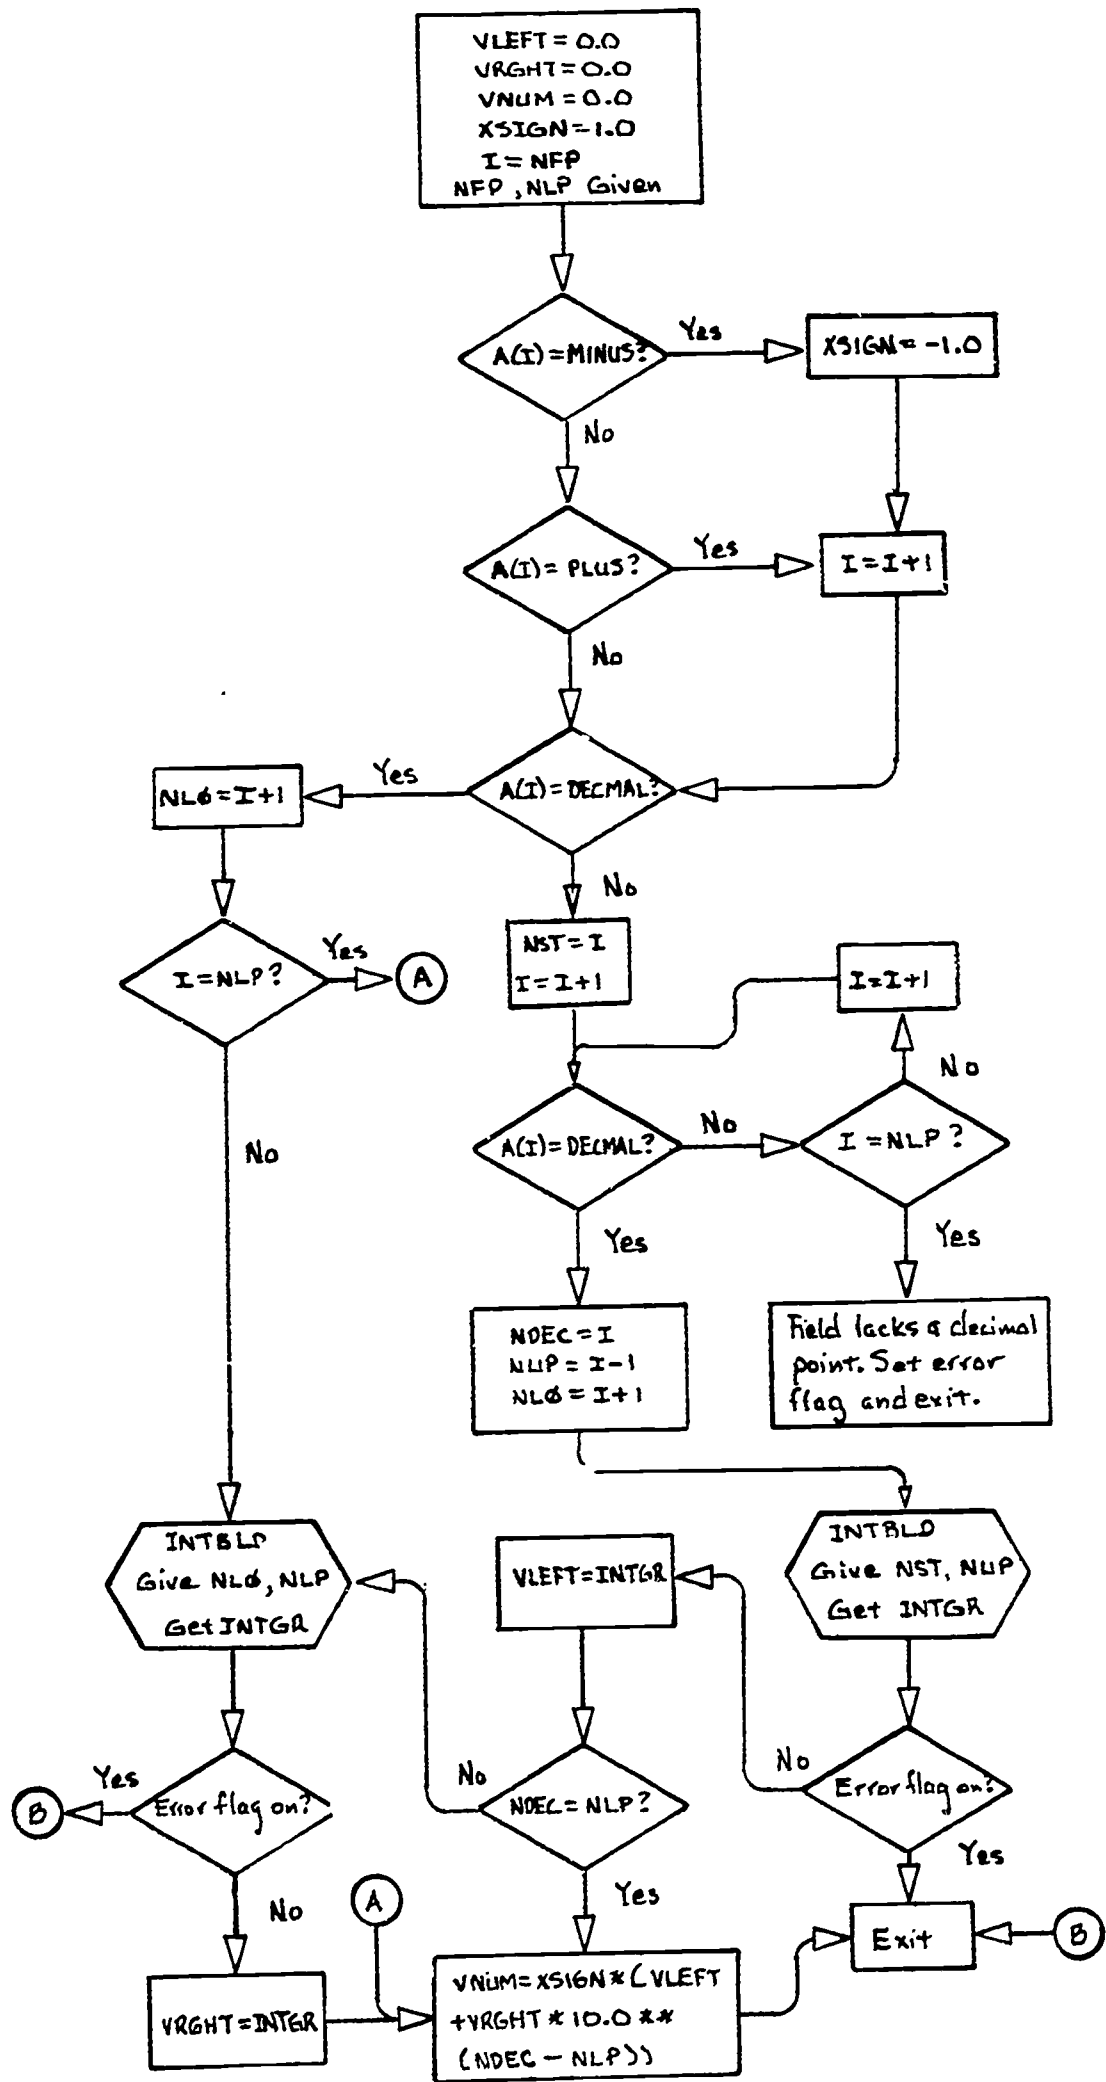 VLEFT = 0.0
VRGHT = 0.0
VNUM = 0.0
XSIGN = 1.0
I = NFP
NFP, NLP Given
A(I) = MINUS?
Yes
XSIGN = -1.0
No
A(I) = PLUS?
Yes
I = I+1
No
A(I) = DECMAL?
Yes
NLØ = I+1
No
I = NLP?
Yes
A
NST = I
I = I+1
I = I+1
No
No
A(I) = DECMAL?
No
I = NLP?
Yes
Yes
NDEC = I
NUP = I-1
NLØ = I+1
Field lacks a decimal
point. Set error
flag and exit.
INTBLD
Give NLØ, NLP
Get INTGR
VLEFT = INTGR
INTBLD
Give NST, NUP
Get INTGR
Yes
B
Error flag on?
No
NDEC = NLP?
No
Error flag on?
Yes
No
A
Yes
Exit
B
VRGHT = INTGR
VNUM = XSIGN * (VLEFT
+VRGHT * 10.0 **
(NDEC - NLP))